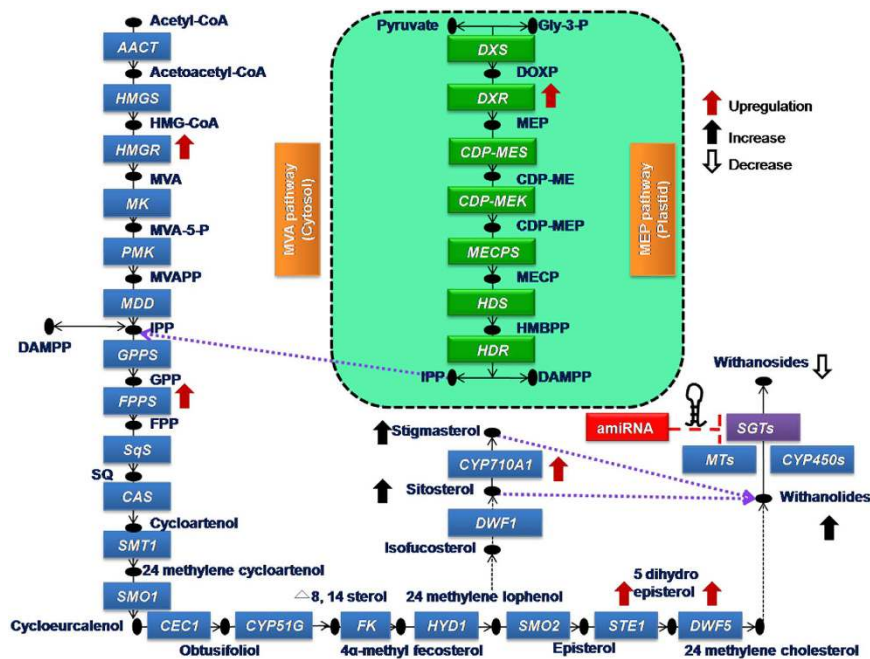 Acetyl-CoA
AACT
Acetoacetyl-CoA
HMGS
HMG-CoA
HMGR
MVA
MK
MVA-5-P
PMK
MVAPP
MDD
IPP
DAMPP
GPPS
GPP
FPPS
FPP
SqS
SQ
CAS
Cycloartenol
SMT1
24 methylene cycloartenol
SMO1
Cycloeurcalenol
MVA pathway
(Cytosol)
Pyruvate
Gly-3-P
DXS
DOXP
DXR
MEP
CDP-MES
CDP-ME
CDP-MEK
CDP-MEP
MECPS
MECP
HDS
HMBPP
HDR
IPP
DAMPP
MEP pathway
(Plastid)
Upregulation
Increase
Decrease
Withanosides
amiRNA
SGTs
MTs
CYP450s
Withanolides
Stigmasterol
CYP710A1
Sitosterol
DWF1
Isofucosterol
24 methylene lophenol
△8, 14 sterol
5 dihydro
episterol
CEC1
CYP51G
FK
HYD1
SMO2
STE1
DWF5
Obtusifoliol
4α-methyl fecosterol
Episterol
24 methylene cholesterol